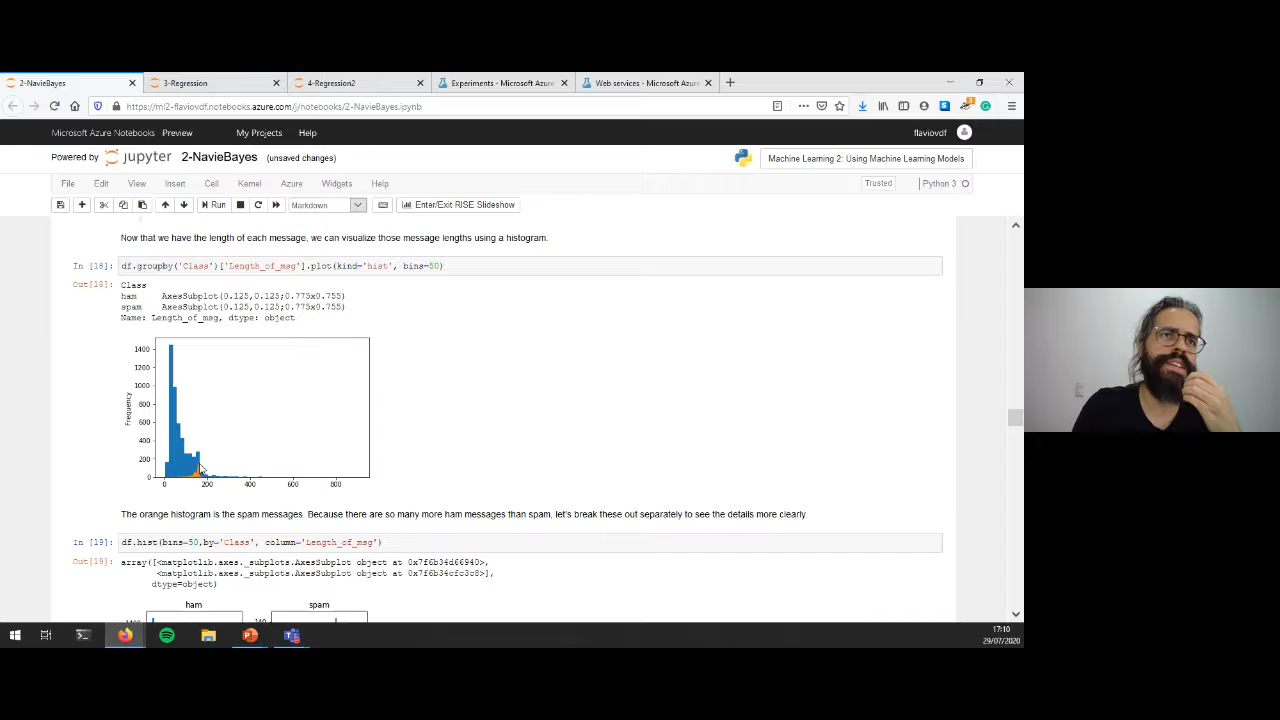 2-NavieBayes
3-Regression
4-Regression2
Experiments - Microsoft Azure
Web services - Microsoft Azure
https://ml2-flaviovdf.notebooks.azure.com/j/notebooks/2-NavieBayes.ipynb
Microsoft Azure Notebooks Preview My Projects Help flaviovdf
Powered by jupyter 2-NavieBayes (unsaved changes) Machine Learning 2: Using Machine Learning Models
File Edit View Insert Cell Kernel Azure Widgets Help Trusted Python 3
Run Markdown Enter/Exit RISE Slideshow
Now that we have the length of each message, we can visualize those message lengths using a histogram.
In [18] df.groupby('Class')['Length_of_msg'].plot(kind='hist', bins=50)
Out[18] Class
ham AxesSubplot(0.125,0.125;0.775x0.755)
spam AxesSubplot(0.125,0.125;0.775x0.755)
Name: Length_of_msg, dtype: object
1400
1200
1000
800
600
400
200
0
Frequency
0 200 400 600 800
The orange histogram is the spam messages. Because there are so many more ham messages than spam, let's break these out separately to see the details more clearly.
In [19] df.hist(bins=50,by='Class', column='Length_of_msg')
Out[19] array([<matplotlib.axes._subplots.AxesSubplot object at 0x7f6b34d66940>,
<matplotlib.axes._subplots.AxesSubplot object at 0x7f6b34cfc3c8>],
dtype=object)
ham spam
17:10
29/07/2020